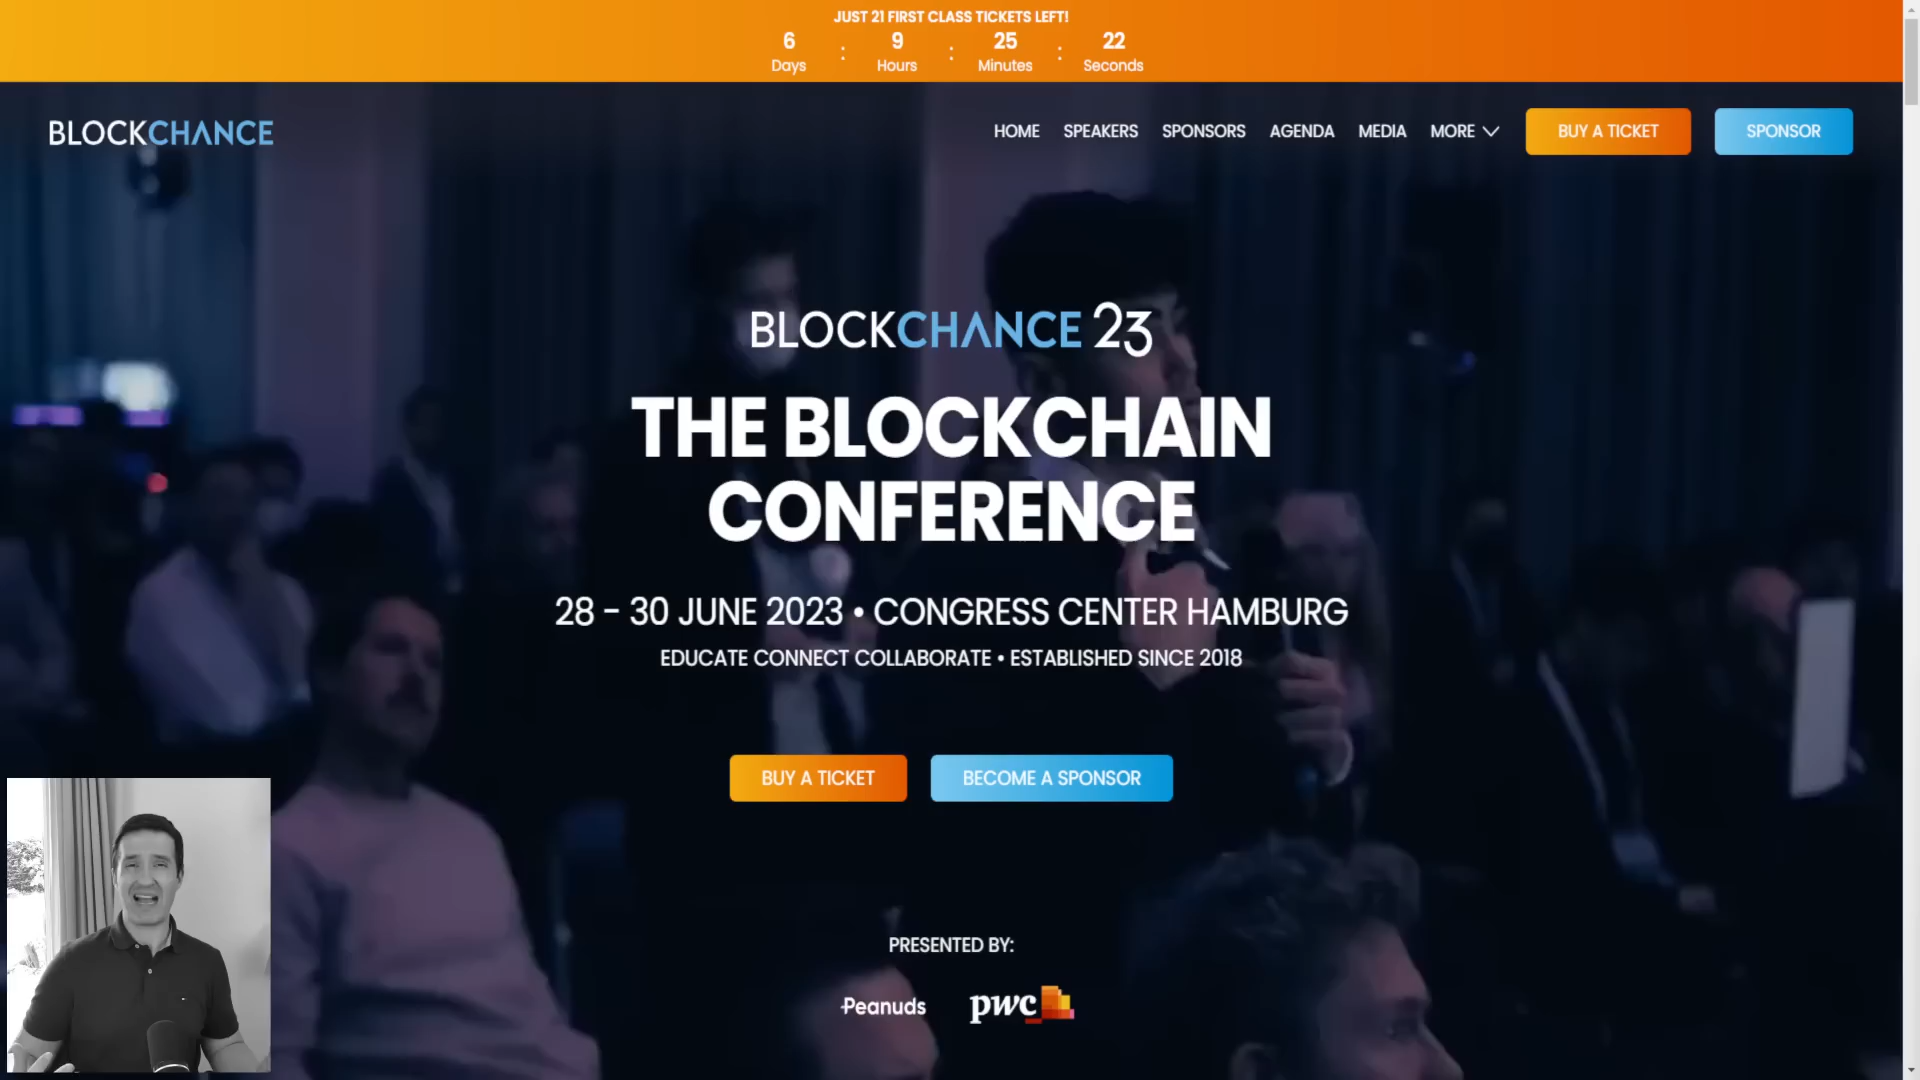 JUST 21 FIRST CLASS TICKETS LEFT!
6 : 9 : 25 : 22
Days Hours Minutes Seconds
BLOCKCHANCE HOME SPEAKERS SPONSORS AGENDA MEDIA MORE BUY A TICKET SPONSOR
BLOCKCHANCE 23
THE BLOCKCHAIN
CONFERENCE
28 - 30 JUNE 2023 • CONGRESS CENTER HAMBURG
EDUCATE CONNECT COLLABORATE • ESTABLISHED SINCE 2018
BUY A TICKET BECOME A SPONSOR
PRESENTED BY:
Peanuds pwc